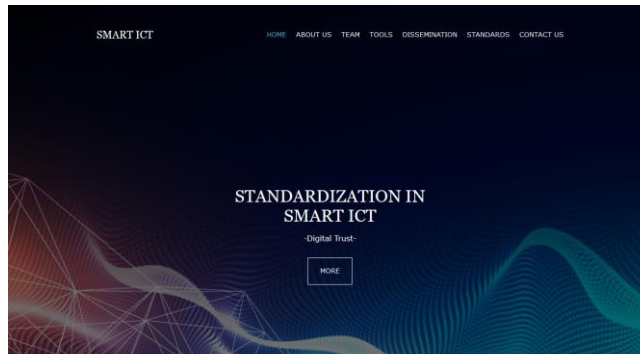 SMART ICT
HOME ABOUT US TEAM TOOLS DISSEMINATION STANDARDS CONTACT US
STANDARDIZATION IN
SMART ICT
-Digital Trust-
MORE